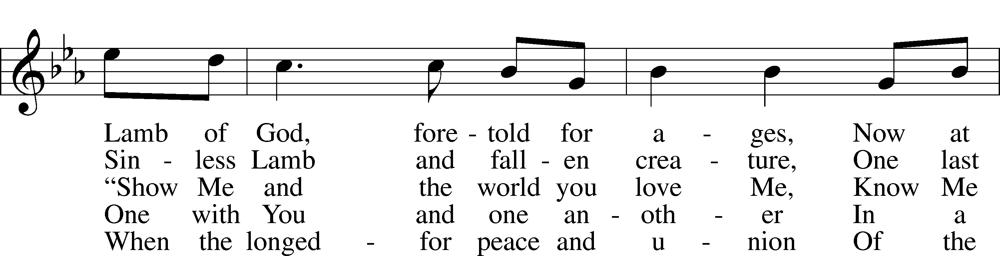 Lamb of God, fore - told for a - ges, Now at
Sin - less Lamb and fall - en crea - ture, One last
“Show Me and the world you love Me, Know Me
One with You and one an - oth - er In a
When the longed - for peace and u - nion Of the